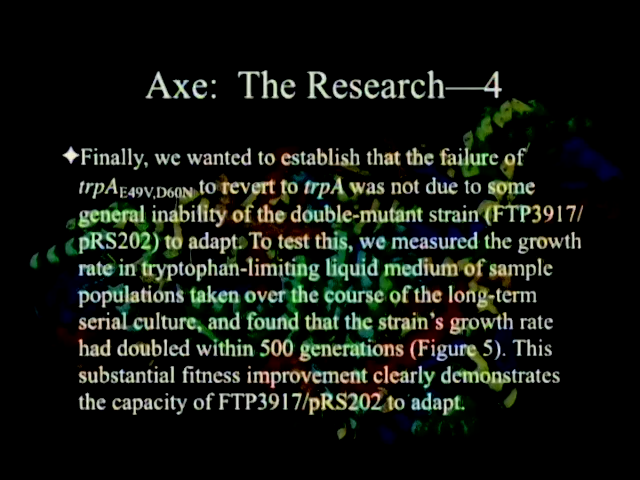 Axe: The Research—4
✦Finally, we wanted to establish that the failure of
trpAE49V,D60N to revert to trpA was not due to some
general inability of the double-mutant strain (FTP3917/
pRS202) to adapt. To test this, we measured the growth
rate in tryptophan-limiting liquid medium of sample
populations taken over the course of the long-term
serial culture, and found that the strain's growth rate
had doubled within 500 generations (Figure 5). This
substantial fitness improvement clearly demonstrates
the capacity of FTP3917/pRS202 to adapt.